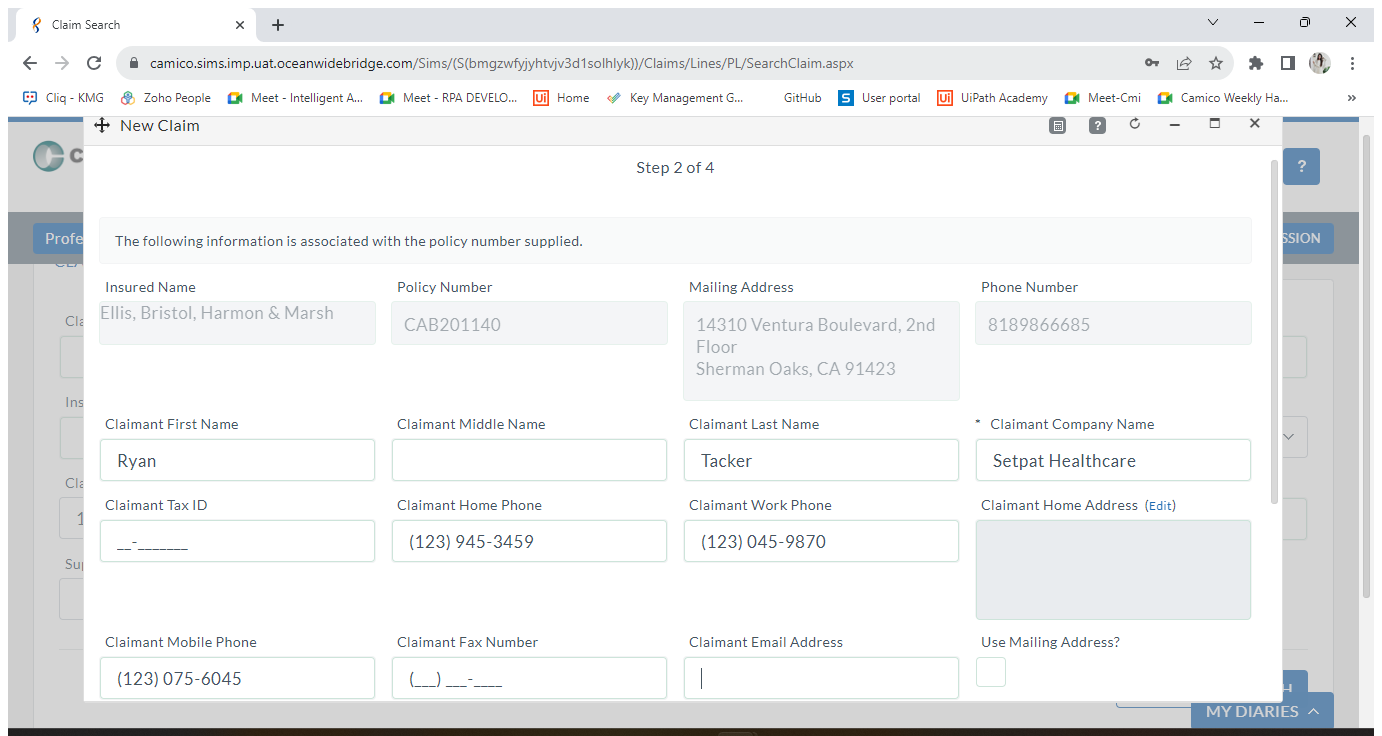 Claim Search
camico.sims.imp.uat.oceanwidebridge.com/Sims/(S(bmgzwfyjyhtvjv3d1solhlyk))/Claims/Lines/PL/SearchClaim.aspx
Cliq - KMG Zoho People Meet - Intelligent A... Meet - RPA DEVELO... Ui Home Key Management G... GitHub S User portal Ui UiPath Academy Meet-Cmi Camico Weekly Ha... »
New Claim ?
Step 2 of 4
?
The following information is associated with the policy number supplied.
Profe SSION
Insured Name Policy Number Mailing Address Phone Number
Ellis, Bristol, Harmon & Marsh CAB201140 14310 Ventura Boulevard, 2nd 8189866685
Floor
Sherman Oaks, CA 91423
Cla
Ins
Claimant First Name Claimant Middle Name Claimant Last Name * Claimant Company Name
Ryan Tacker Setpat Healthcare
Cla
Claimant Tax ID Claimant Home Phone Claimant Work Phone Claimant Home Address (Edit)
1 __-_______ (123) 945-3459 (123) 045-9870
Sup
Claimant Mobile Phone Claimant Fax Number Claimant Email Address Use Mailing Address?
(123) 075-6045 (___) ___-____
H
MY DIARIES